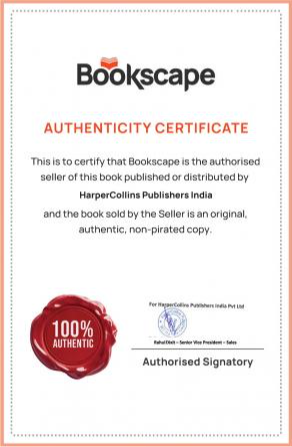 Bookscape
AUTHENTICITY CERTIFICATE
This is to certify that Bookscape is the authorised
seller of this book published or distributed by
HarperCollins Publishers India
and the book sold by the Seller is an original,
authentic, non-pirated copy.
100%
AUTHENTIC
For HarperCollins Publishers India Pvt Ltd
Rahul Dixit – Senior Vice President – Sales
Authorised Signatory